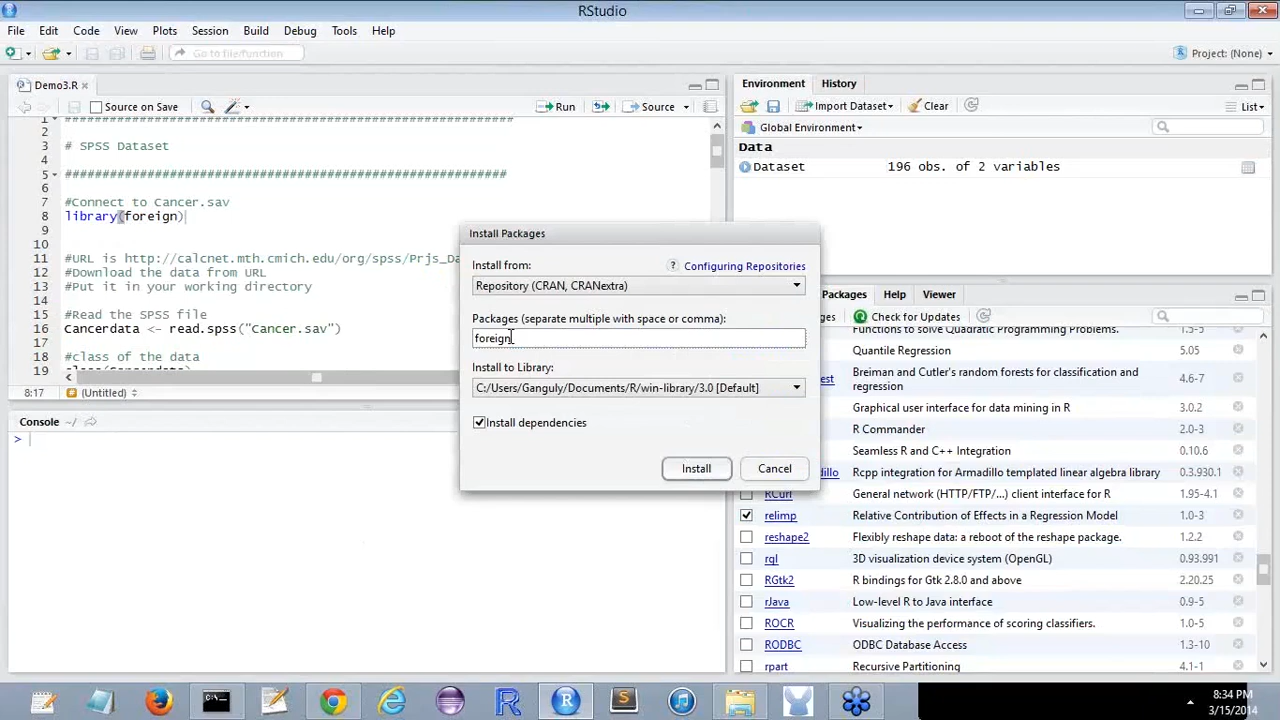 RStudio
File Edit Code View Plots Session Build Debug Tools Help
Go to file/function
Project: (None)
Demo3.R
Source on Save
Run
Source
1 ############################################################
2
3 # SPSS Dataset
4
5 ###########################################################
6
7 #Connect to Cancer.sav
8 library(foreign)
9
10
11 #URL is http://calcnet.mth.cmich.edu/org/spss/Prjs_Da
12 #Download the data from URL
13 #Put it in your working directory
14
15 #Read the SPSS file
16 Cancerdata <- read.spss("Cancer.sav")
17
18 #Class of the data
8:17 (Untitled)
Console ~/
>
Environment History
Import Dataset Clear List
Global Environment
Data
Dataset 196 obs. of 2 variables
Packages Help Viewer
Check for Updates
Functions to solve Quadratic Programming Problems. 1.5-5
Quantile Regression 5.05
Breiman and Cutler's random forests for classification and
regression 4.6-7
Graphical user interface for data mining in R 3.0.2
R Commander 2.0-3
Seamless R and C++ Integration 0.10.6
Rcpp integration for Armadillo templated linear algebra library 0.3.930.1
RCurl General network (HTTP/FTP/...) client interface for R 1.95-4.1
relimp Relative Contribution of Effects in a Regression Model 1.0-3
reshape2 Flexibly reshape data: a reboot of the reshape package. 1.2.2
rgl 3D visualization device system (OpenGL) 0.93.991
RGtk2 R bindings for Gtk 2.8.0 and above 2.20.25
rJava Low-level R to Java interface 0.9-5
ROCR Visualizing the performance of scoring classifiers. 1.0-5
RODBC ODBC Database Access 1.3-10
rpart Recursive Partitioning 4.1-1
Install Packages
Install from:
? Configuring Repositories
Repository (CRAN, CRANextra)
Packages (separate multiple with space or comma):
foreign
Install to Library:
C:/Users/Ganguly/Documents/R/win-library/3.0 [Default]
Install dependencies
Install Cancel
8:34 PM
3/15/2014